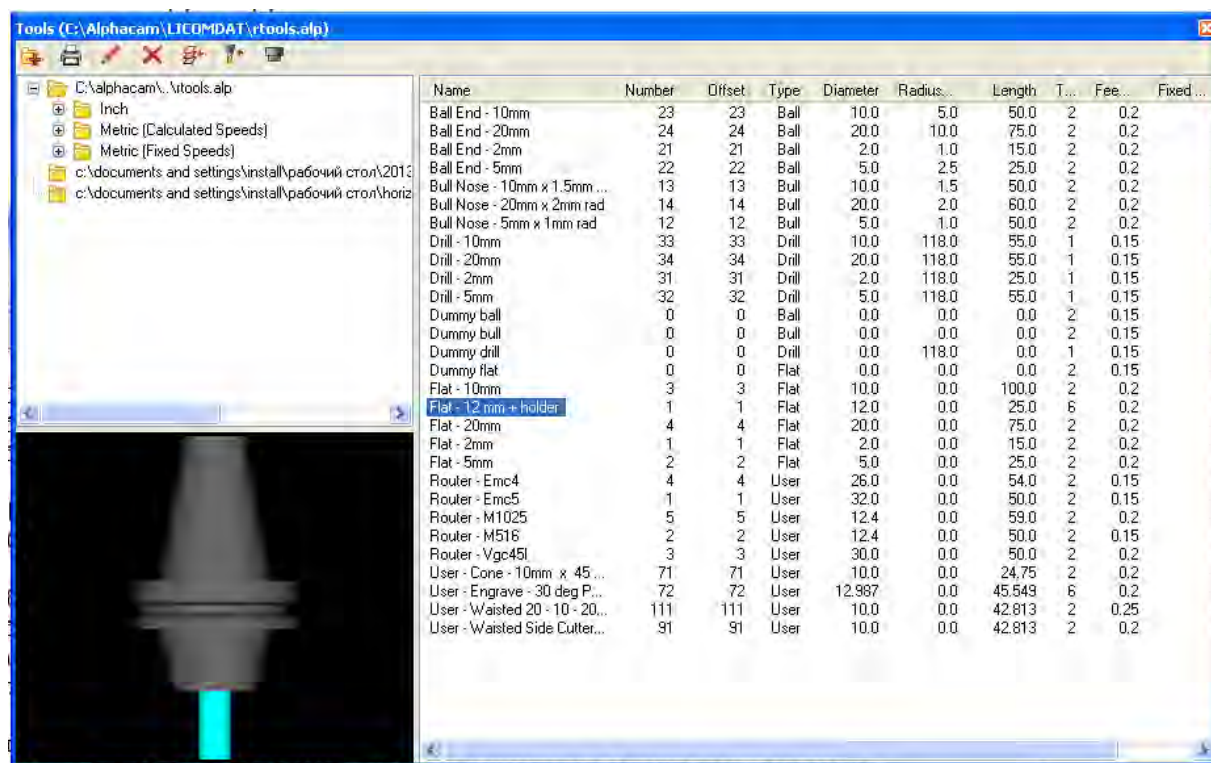 Tools (C:\Alphacam\LICOMDAT\rtools.alp)
C:\alphacam\..\rtools.alp
Inch
Metric (Calculated Speeds)
Metric (Fixed Speeds)
c:\documents and settings\install\рабочий стол\2013
c:\documents and settings\install\рабочий стол\horiz
Name Number Offset Type Diameter Radius... Length T... Fee... Fixed ...
Ball End - 10mm 23 23 Ball 10.0 5.0 50.0 2 0.2
Ball End - 20mm 24 24 Ball 20.0 10.0 75.0 2 0.2
Ball End - 2mm 21 21 Ball 2.0 1.0 15.0 2 0.2
Ball End - 5mm 22 22 Ball 5.0 2.5 25.0 2 0.2
Bull Nose - 10mm x 1.5mm ... 13 13 Bull 10.0 1.5 50.0 2 0.2
Bull Nose - 20mm x 2mm rad 14 14 Bull 20.0 2.0 60.0 2 0.2
Bull Nose - 5mm x 1mm rad 12 12 Bull 5.0 1.0 50.0 2 0.2
Drill - 10mm 33 33 Drill 10.0 118.0 55.0 1 0.15
Drill - 20mm 34 34 Drill 20.0 118.0 55.0 1 0.15
Drill - 2mm 31 31 Drill 2.0 118.0 25.0 1 0.15
Drill - 5mm 32 32 Drill 5.0 118.0 55.0 1 0.15
Dummy ball 0 0 Ball 0.0 0.0 0.0 2 0.15
Dummy bull 0 0 Bull 0.0 0.0 0.0 2 0.15
Dummy drill 0 0 Drill 0.0 118.0 0.0 1 0.15
Dummy flat 0 0 Flat 0.0 0.0 0.0 2 0.15
Flat - 10mm 3 3 Flat 10.0 0.0 100.0 2 0.2
Flat - 12 mm + holder 1 1 Flat 12.0 0.0 25.0 6 0.2
Flat - 20mm 4 4 Flat 20.0 0.0 75.0 2 0.2
Flat - 2mm 1 1 Flat 2.0 0.0 15.0 2 0.2
Flat - 5mm 2 2 Flat 5.0 0.0 25.0 2 0.2
Router - Emc4 4 4 User 26.0 0.0 54.0 2 0.15
Router - Emc5 1 1 User 32.0 0.0 50.0 2 0.15
Router - M1025 5 5 User 12.4 0.0 59.0 2 0.2
Router - M516 2 2 User 12.4 0.0 50.0 2 0.15
Router - Vgc45l 3 3 User 30.0 0.0 50.0 2 0.2
User - Cone - 10mm x 45 ... 71 71 User 10.0 0.0 24.75 2 0.2
User - Engrave - 30 deg P... 72 72 User 12.987 0.0 45.549 6 0.2
User - Waisted 20 - 10 - 20... 111 111 User 10.0 0.0 42.813 2 0.25
User - Waisted Side Cutter... 91 91 User 10.0 0.0 42.813 2 0.2